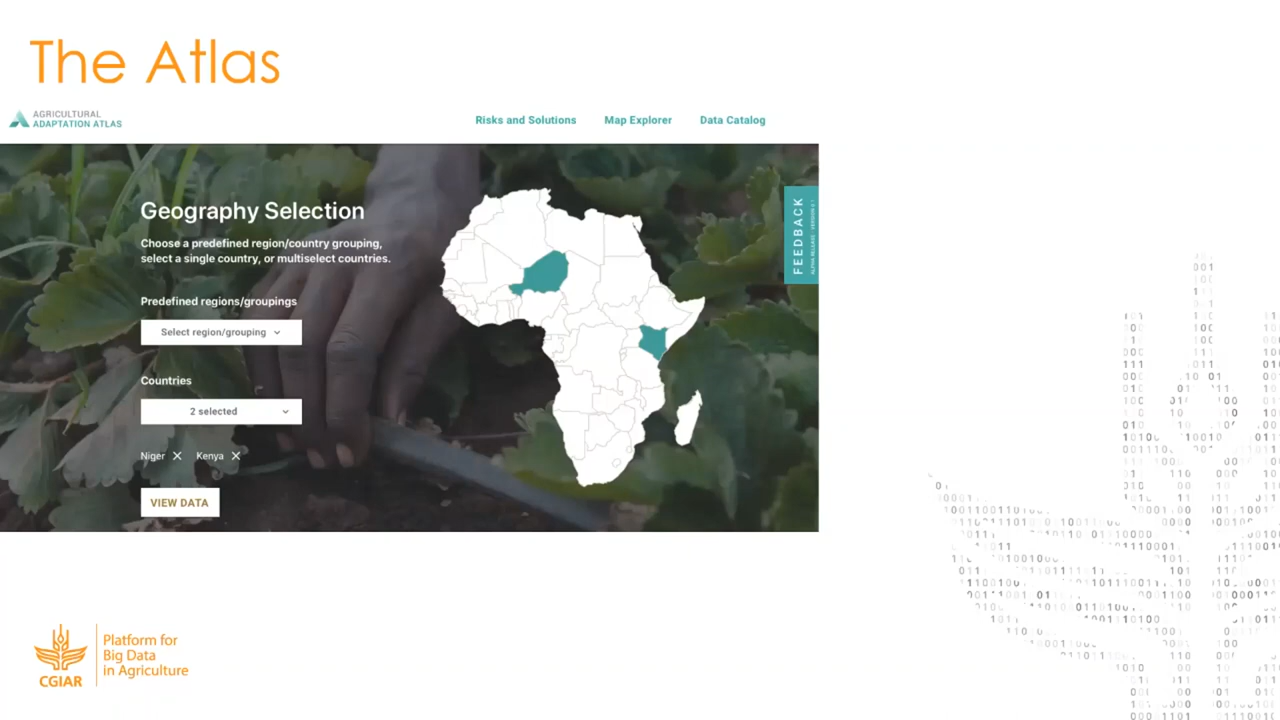 The Atlas
AGRICULTURAL
ADAPTATION ATLAS
Risks and Solutions
Map Explorer
Data Catalog
Geography Selection
Choose a predefined region/country grouping,
select a single country, or multiselect countries.
Predefined regions/groupings
Select region/grouping
Countries
2 selected
Niger
Kenya
VIEW DATA
FEEDBACK
CGIAR
Platform for
Big Data
in Agriculture